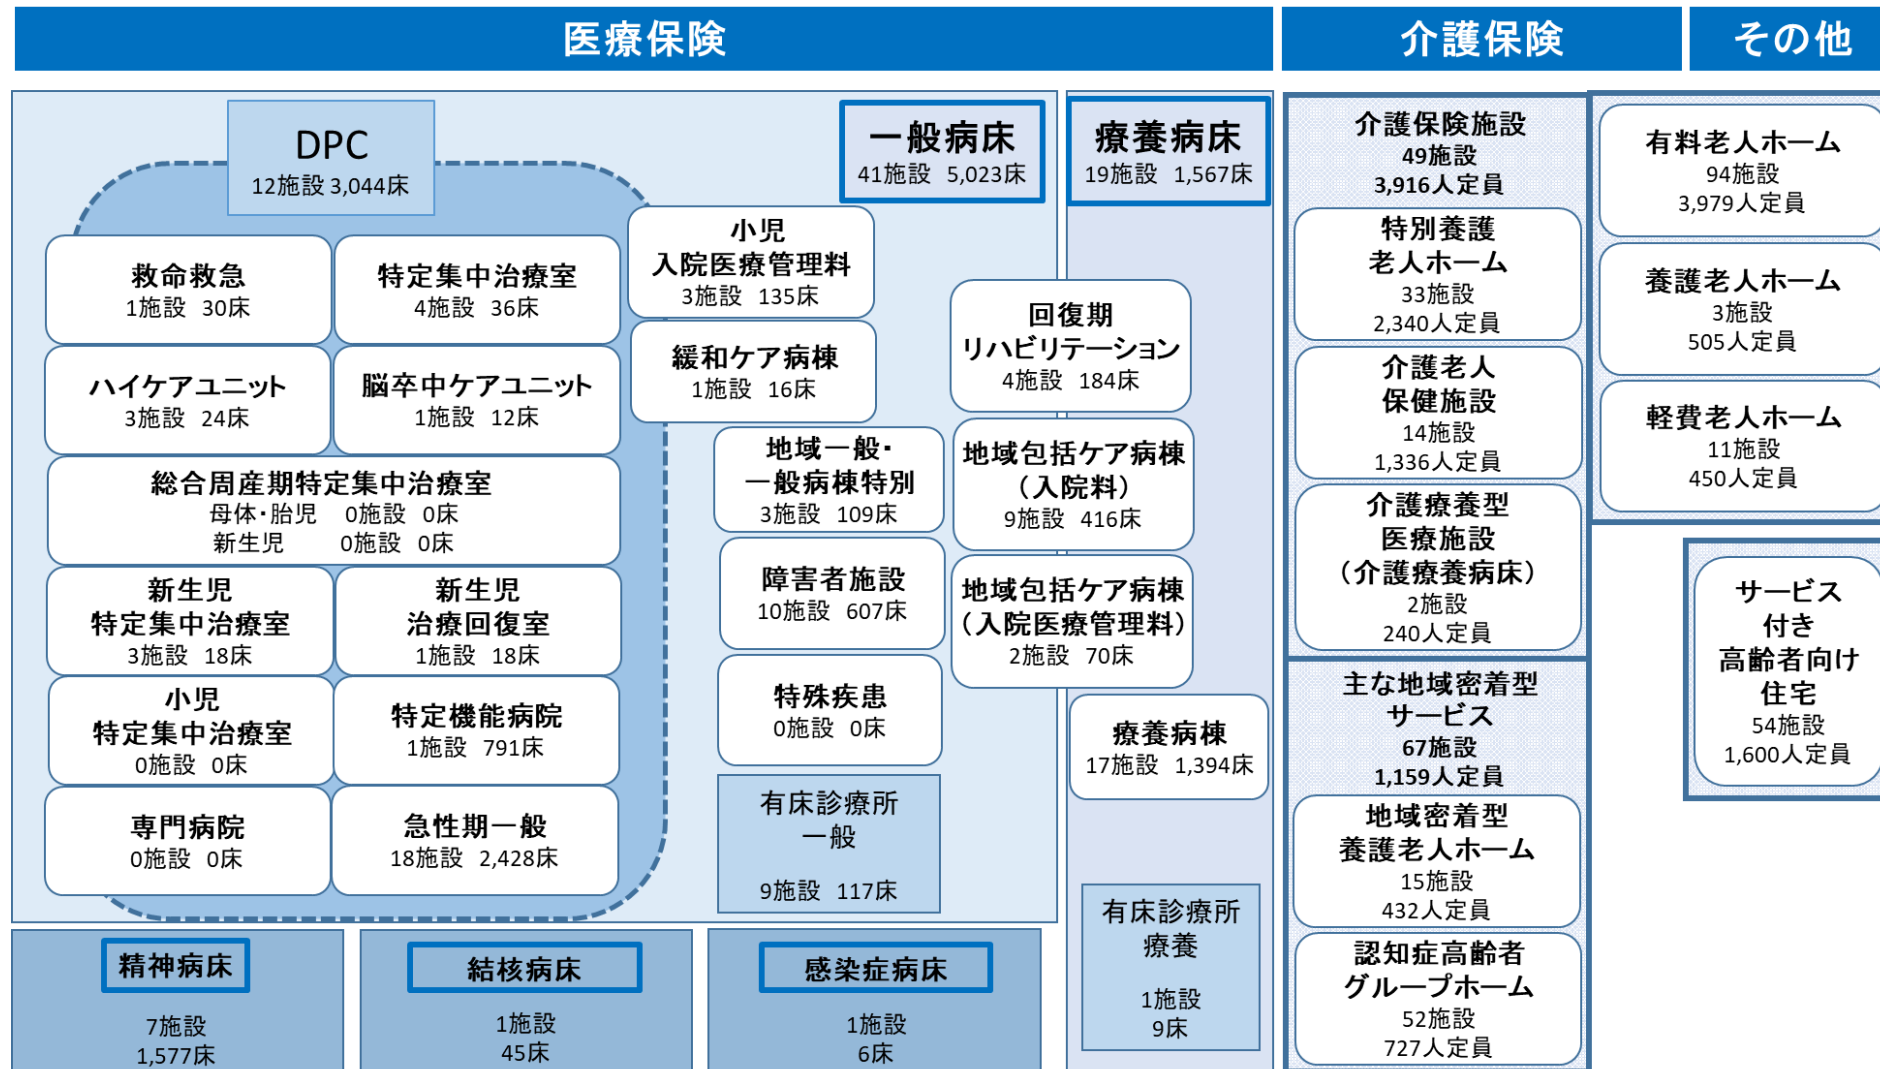 医療保険
介護保険
その他
DPC
12施設 3,044床
一般病床
41施設 5,023床
療養病床
19施設 1,567床
救命救急
1施設 30床
特定集中治療室
4施設 36床
ハイケアユニット
3施設 24床
脳卒中ケアユニット
1施設 12床
総合周産期特定集中治療室
母体・胎児 0施設 0床
新生児 0施設 0床
新生児
特定集中治療室
3施設 18床
新生児
治療回復室
1施設 18床
小児
特定集中治療室
0施設 0床
特定機能病院
1施設 791床
専門病院
0施設 0床
急性期一般
18施設 2,428床
小児
入院医療管理料
3施設 135床
緩和ケア病棟
1施設 16床
地域一般・
一般病棟特別
3施設 109床
障害者施設
10施設 607床
特殊疾患
0施設 0床
有床診療所
一般
9施設 117床
回復期
リハビリテーション
4施設 184床
地域包括ケア病棟
（入院料）
9施設 416床
地域包括ケア病棟
（入院医療管理料）
2施設 70床
療養病棟
17施設 1,394床
有床診療所
療養
1施設
9床
精神病床
7施設
1,577床
結核病床
1施設
45床
感染症病床
1施設
6床
介護保険施設
49施設
3,916人定員
特別養護
老人ホーム
33施設
2,340人定員
介護老人
保健施設
14施設
1,336人定員
介護療養型
医療施設
（介護療養病床）
2施設
240人定員
主な地域密着型
サービス
67施設
1,159人定員
地域密着型
養護老人ホーム
15施設
432人定員
認知症高齢者
グループホーム
52施設
727人定員
有料老人ホーム
94施設
3,979人定員
養護老人ホーム
3施設
505人定員
軽費老人ホーム
11施設
450人定員
サービス
付き
高齢者向け
住宅
54施設
1,600人定員